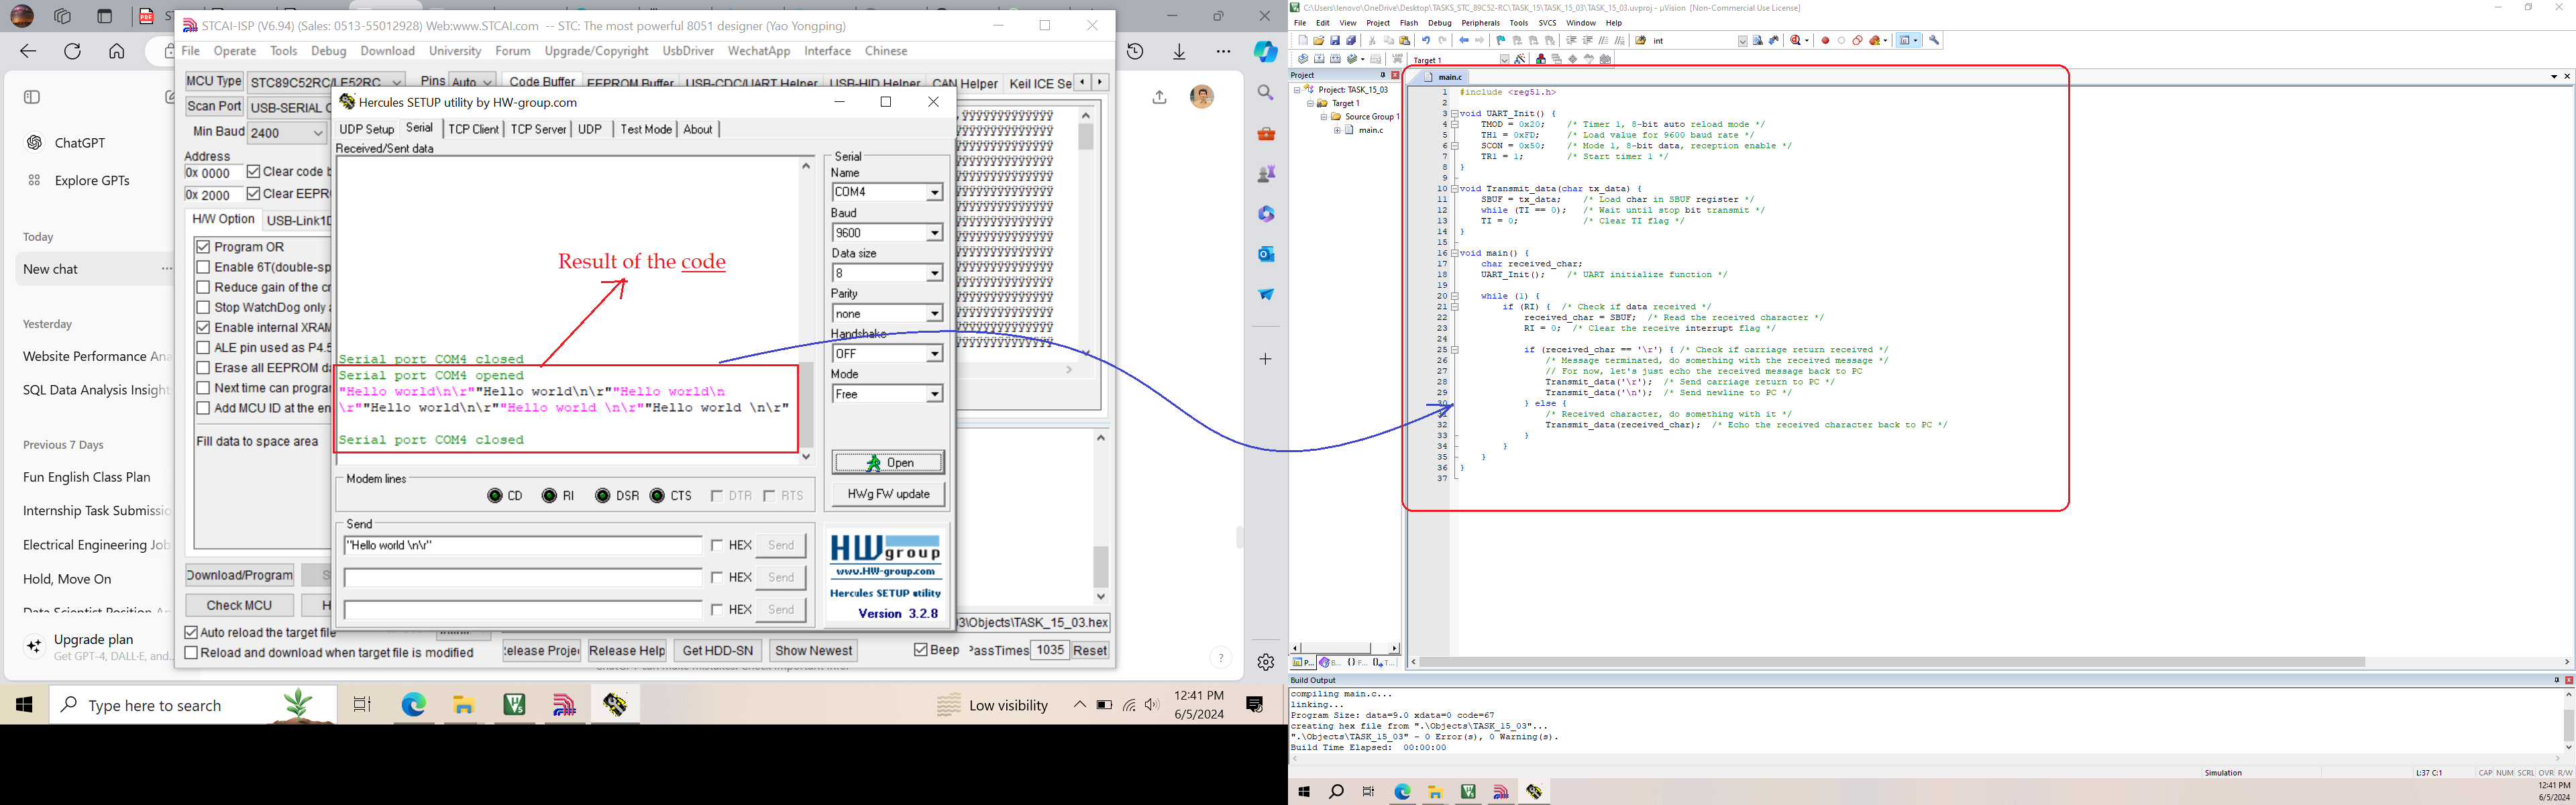 STCAI-ISP (V6.94) (Sales: 0513-55012928) Web:www.STCAI.com -- STC: The most powerful 8051 designer (Yao Yongping)
File Operate Tools Debug Download University Forum Upgrade/Copyright UsbDriver WechatApp Interface Chinese
MCU Type STC89C52RC/LE52RC Pins Auto Code Buffer EEPROM Buffer USB-CDC/UART Helper USB-HID Helper CAN Helper Keil ICE Se
Scan Port USB-SERIAL C
Min Baud 2400
Address
0x 0000 Clear code b
0x 2000 Clear EEPR
H/W Option USB-Link1D
Program OR
Enable 6T(double-sp
Reduce gain of the cr
Stop WatchDog only a
Enable internal XRAM
ALE pin used as P4.5
Erase all EEPROM da
Next time can program
Add MCU ID at the en
Fill data to space area
Download/Program
Check MCU
Auto reload the target file
Reload and download when target file is modified
3\Objects\TASK_15_03.hex
Release Help Get HDD-SN Show Newest Beep PassTimes 1035 Reset
ChatGPT
Explore GPTs
Today
New chat
Yesterday
Website Performance Ana
SQL Data Analysis Insight
Previous 7 Days
Fun English Class Plan
Internship Task Submissio
Electrical Engineering Job
Hold, Move On
Data Scientist Position
Upgrade plan
Get GPT-4, DALL·E, and
Hercules SETUP utility by HW-group.com
UDP Setup Serial TCP Client TCP Server UDP Test Mode About
Received/Sent data
Result of the code
Serial port COM4 closed
Serial port COM4 opened
"Hello world\n\r""Hello world\n\r""Hello world\n
\r""Hello world\n\r""Hello world \n\r""Hello world \n\r"
Serial port COM4 closed
Serial
Name
COM4
Baud
9600
Data size
8
Parity
none
Handshake
OFF
Mode
Free
Open
HWg FW update
Modem lines
CD RI DSR CTS DTR RTS
Send
"Hello world \n\r" HEX Send
HEX Send
HEX Send
HWgroup
www.HW-group.com
Hercules SETUP utility
Version 3.2.8
Type here to search
Low visibility
12:41 PM
6/5/2024
C:\Users\lenovo\OneDrive\Desktop\TASKS_STC_89C52-RC\TASK_15\TASK_15_03\TASK_15_03.uvproj - µVision [Non-Commercial Use License]
File Edit View Project Flash Debug Peripherals Tools SVCS Window Help
int
Target 1
Project
Project: TASK_15_03
Target 1
Source Group 1
main.c
main.c
1 #include <reg51.h>
2
3 void UART_Init() {
4 TMOD = 0x20; /* Timer 1, 8-bit auto reload mode */
5 TH1 = 0xFD; /* Load value for 9600 baud rate */
6 SCON = 0x50; /* Mode 1, 8-bit data, reception enable */
7 TR1 = 1; /* Start timer 1 */
8 }
9
10 void Transmit_data(char tx_data) {
11 SBUF = tx_data; /* Load char in SBUF register */
12 while (TI == 0); /* Wait until stop bit transmit */
13 TI = 0; /* Clear TI flag */
14 }
15
16 void main() {
17 char received_char;
18 UART_Init(); /* UART initialize function */
19
20 while (1) {
21 if (RI) { /* Check if data received */
22 received_char = SBUF; /* Read the received character */
23 RI = 0; /* Clear the receive interrupt flag */
24
25 if (received_char == '\r') { /* Check if carriage return received */
26 /* Message terminated, do something with the received message */
27 // For now, let's just echo the received message back to PC
28 Transmit_data('\r'); /* Send carriage return to PC */
29 Transmit_data('\n'); /* Send newline to PC */
30 } else {
31 /* Received character, do something with it */
32 Transmit_data(received_char); /* Echo the received character back to PC */
33 }
34 }
35 }
36 }
37
Build Output
compiling main.c...
linking...
Program Size: data=9.0 xdata=0 code=67
creating hex file from ".\Objects\TASK_15_03"...
".\Objects\TASK_15_03" - 0 Error(s), 0 Warning(s).
Build Time Elapsed: 00:00:00
Simulation L:37 C:1 CAP NUM SCRL OVR R/W
12:41 PM
6/5/2024